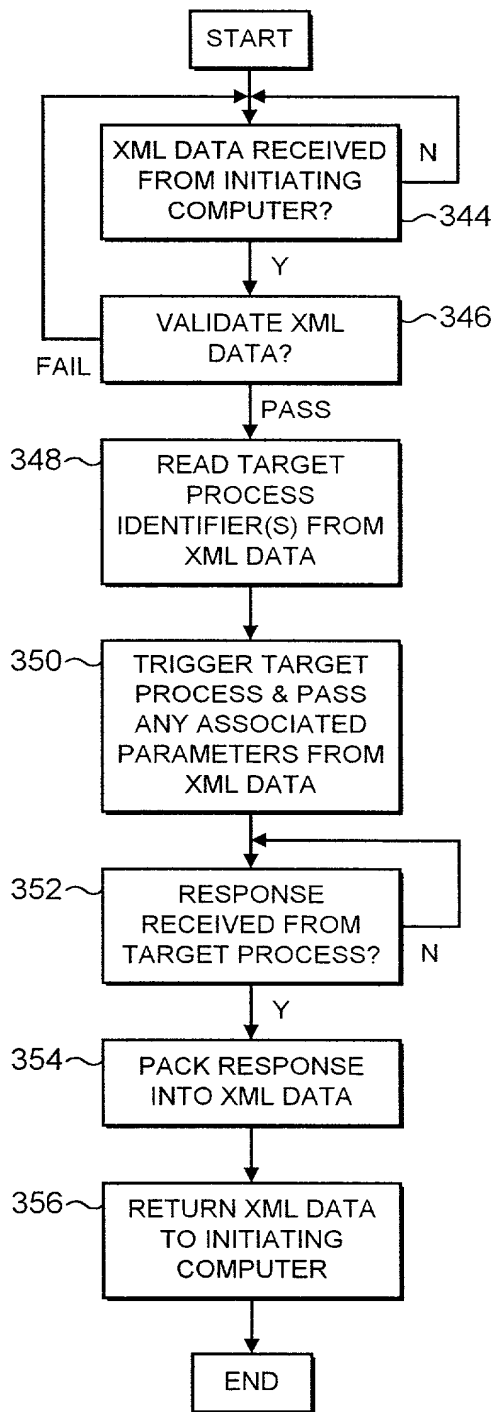 START
XML DATA RECEIVED
FROM INITIATING
COMPUTER?
N
344
Y
VALIDATE XML
DATA?
346
FAIL
PASS
348
READ TARGET
PROCESS
IDENTIFIER(S) FROM
XML DATA
350
TRIGGER TARGET
PROCESS & PASS
ANY ASSOCIATED
PARAMETERS FROM
XML DATA
352
RESPONSE
RECEIVED FROM
TARGET PROCESS?
N
Y
354
PACK RESPONSE
INTO XML DATA
356
RETURN XML DATA
TO INITIATING
COMPUTER
END